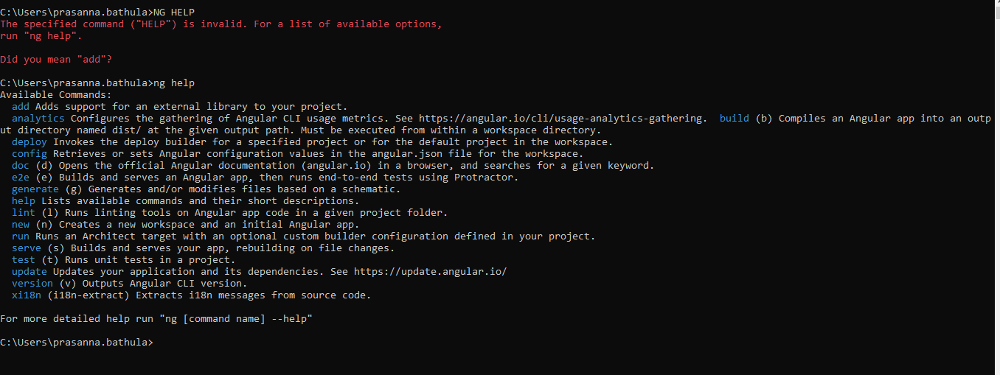 C:\Users\prasanna.bathula>NG HELP
The specified command ("HELP") is invalid. For a list of available options,
run "ng help".
Did you mean "add"?
C:\Users\prasanna.bathula>ng help
Available Commands:
add Adds support for an external library to your project.
analytics Configures the gathering of Angular CLI usage metrics. See https://angular.io/cli/usage-analytics-gathering.  build (b) Compiles an Angular app into an outp
ut directory named dist/ at the given output path. Must be executed from within a workspace directory.
deploy Invokes the deploy builder for a specified project or for the default project in the workspace.
config Retrieves or sets Angular configuration values in the angular.json file for the workspace.
doc (d) Opens the official Angular documentation (angular.io) in a browser, and searches for a given keyword.
e2e (e) Builds and serves an Angular app, then runs end-to-end tests using Protractor.
generate (g) Generates and/or modifies files based on a schematic.
help Lists available commands and their short descriptions.
lint (l) Runs linting tools on Angular app code in a given project folder.
new (n) Creates a new workspace and an initial Angular app.
run Runs an Architect target with an optional custom builder configuration defined in your project.
serve (s) Builds and serves your app, rebuilding on file changes.
test (t) Runs unit tests in a project.
update Updates your application and its dependencies. See https://update.angular.io/
version (v) Outputs Angular CLI version.
xi18n (i18n-extract) Extracts i18n messages from source code.
For more detailed help run "ng [command name] --help"
C:\Users\prasanna.bathula>